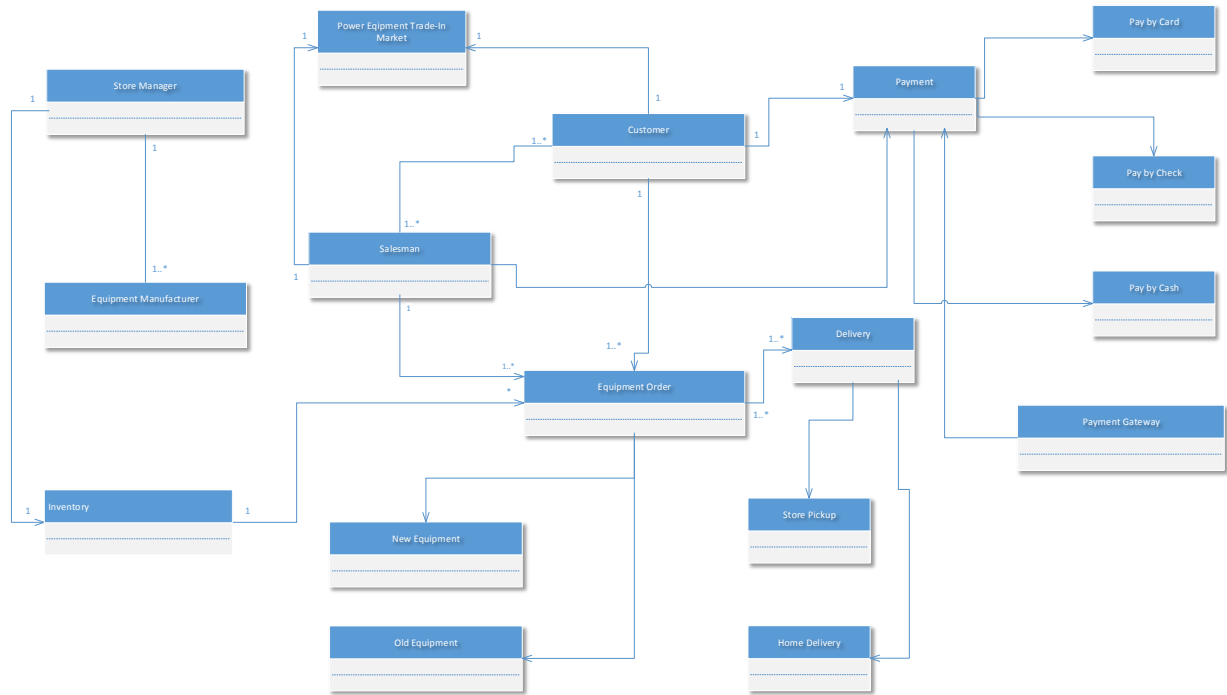 Power Eqipment Trade-In
Market
1
1
Pay by Card
Store Manager
Payment
1
1
1
Customer
1
1..*
1
Pay by Check
1..*
Salesman
1
1..*
1
Equipment Manufacturer
1
Pay by Cash
Delivery
1..*
1..*
1..*
Equipment Order
*
1..*
Payment Gateway
Inventory
1
1
Store Pickup
New Equipment
Old Equipment
Home Delivery